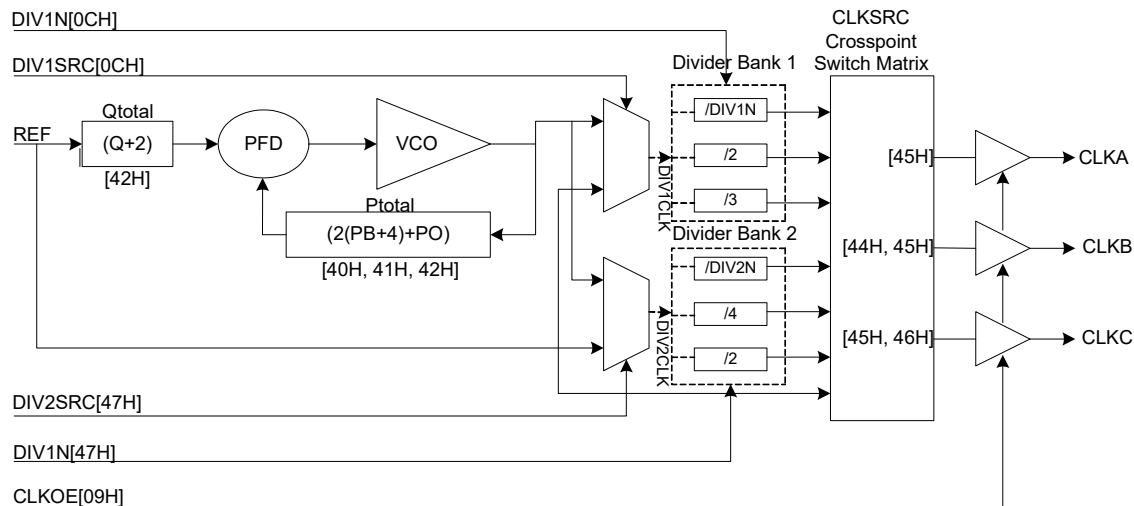 DIV1N[0CH]
DIV1SRC[0CH]
CLKSRC
Crosspoint
Switch Matrix
Divider Bank 1
Qtotal
REF
(Q+2)
[42H]
PFD
VCO
Ptotal
(2(PB+4)+PO)
[40H, 41H, 42H]
DIV1CLK
/DIV1N
/2
/3
Divider Bank 2
DIV2CLK
/DIV2N
/4
/2
[45H]
[44H, 45H]
[45H, 46H]
CLKA
CLKB
CLKC
DIV2SRC[47H]
DIV1N[47H]
CLKOE[09H]